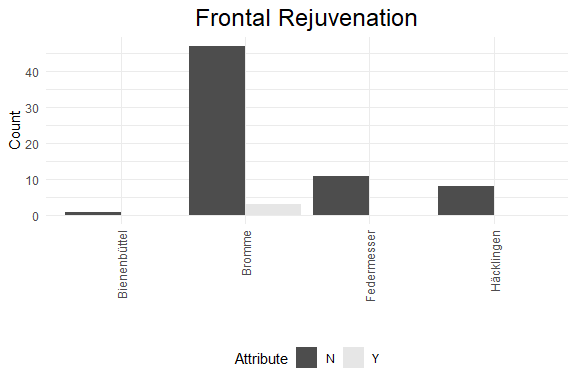 Frontal Rejuvenation
Count
40
30
20
10
0
Bienenbüttel
Bromme
Federmesser
Häcklingen
Attribute N Y